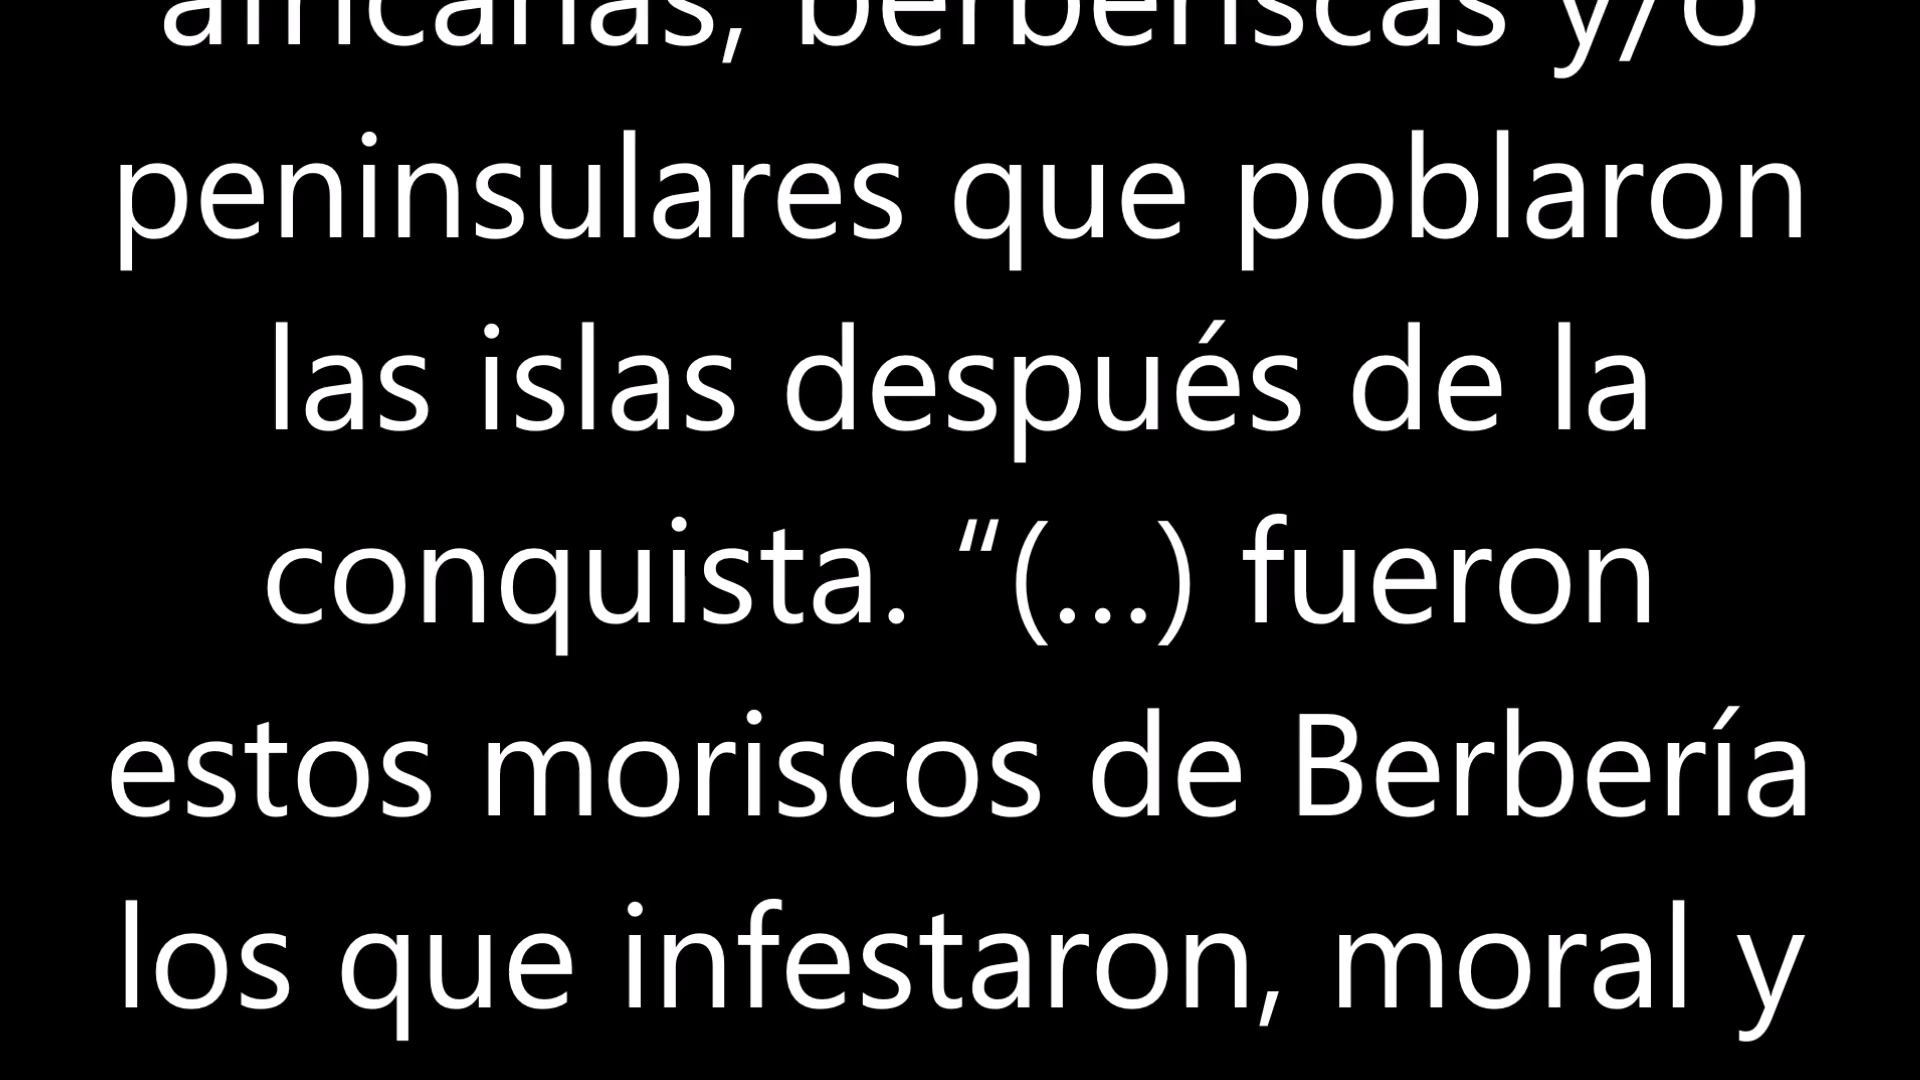 africanas, berberiscas y/o
peninsulares que poblaron
las islas después de la
conquista. “(...) fueron
estos moriscos de Berbería
los que infestaron, moral y